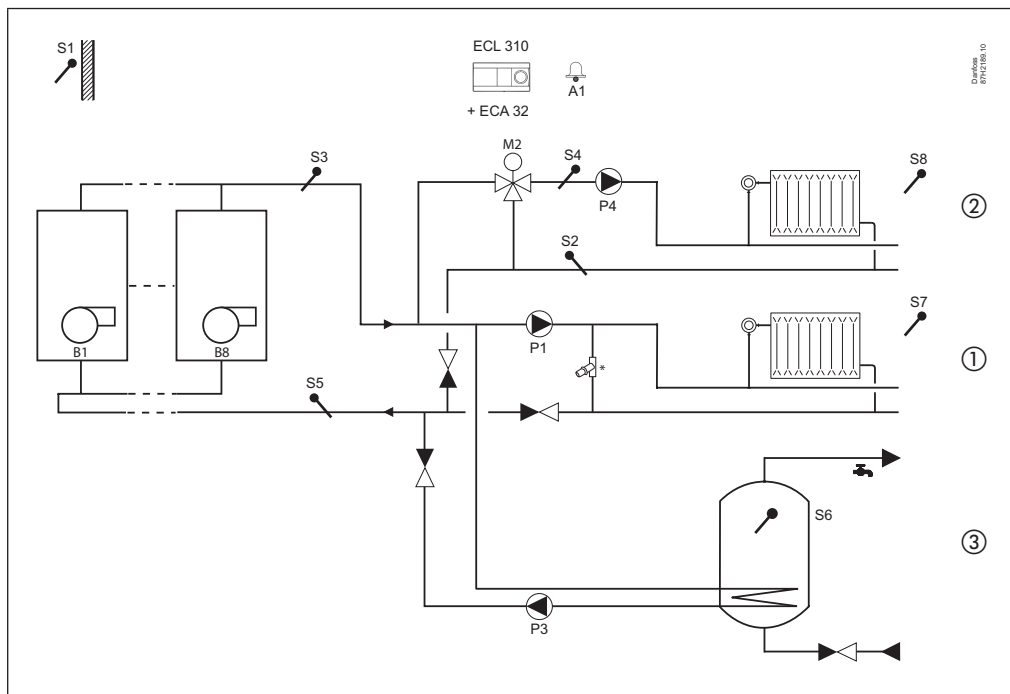 S1
ECL 310
A1
+ ECA 32
Danfoss
87H2189.10
M2
S3
S4
S8
P4
②
S2
B1
B8
S7
P1
①
*
S5
S6
③
P3